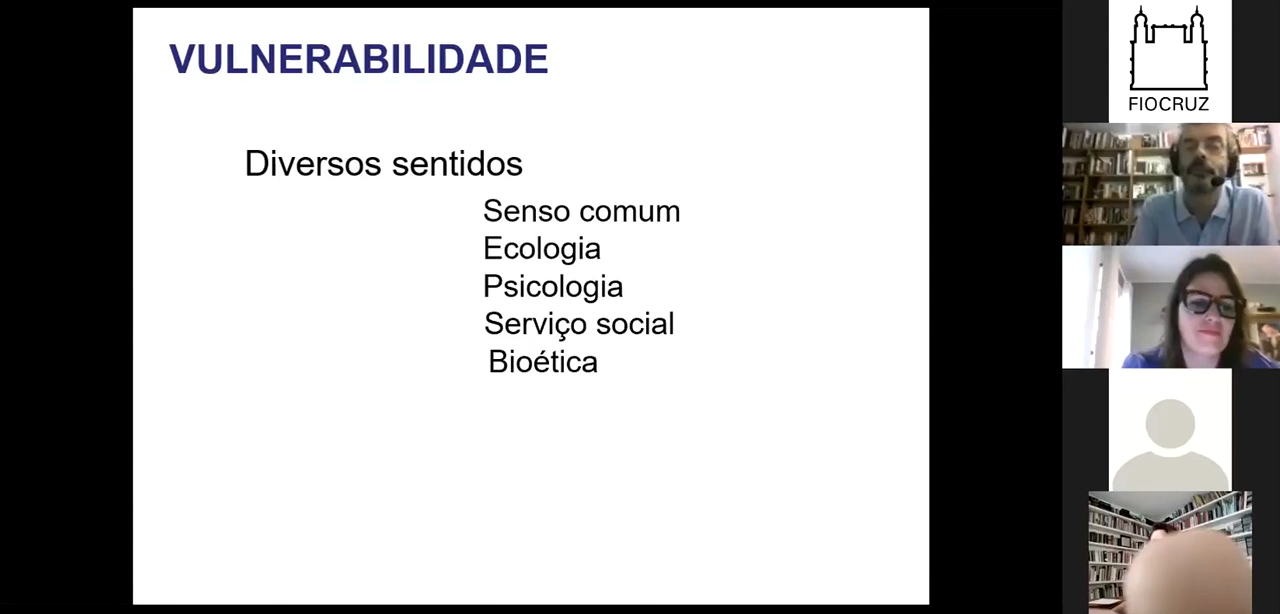 VULNERABILIDADE
Diversos sentidos
Senso comum
Ecologia
Psicologia
Serviço social
Bioética
FIOCRUZ